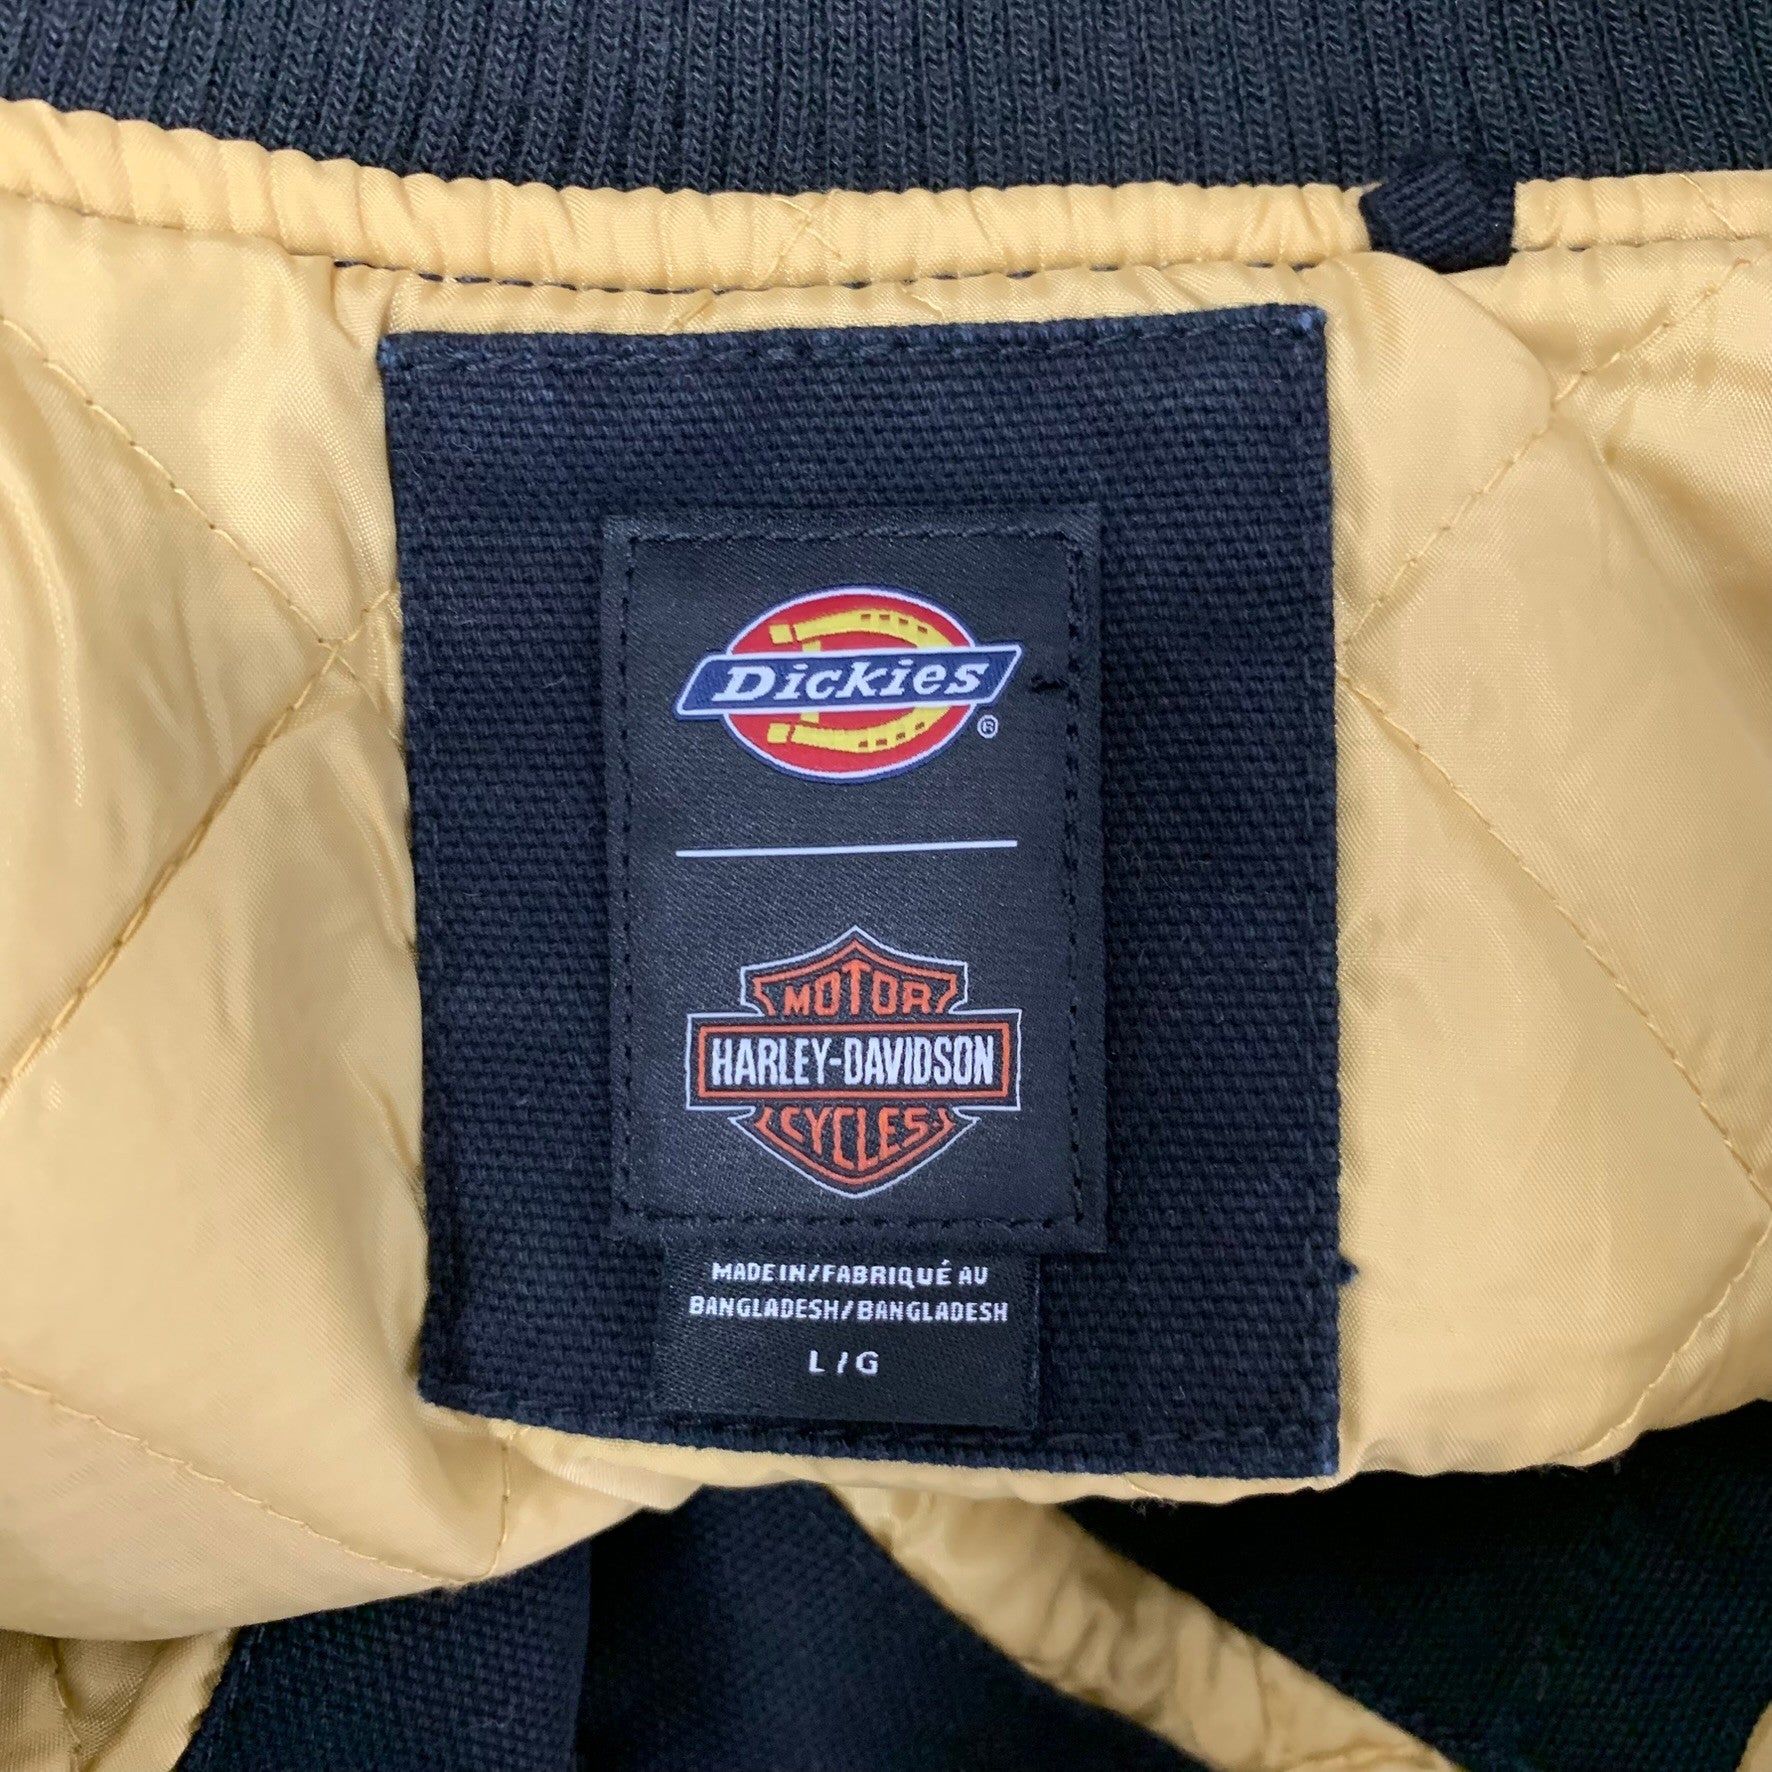 Dickies
®
MOTOR
HARLEY-DAVIDSON
CYCLES
MADE IN/FABRIQUÉ AU
BANGLADESH/BANGLADESH
L / G